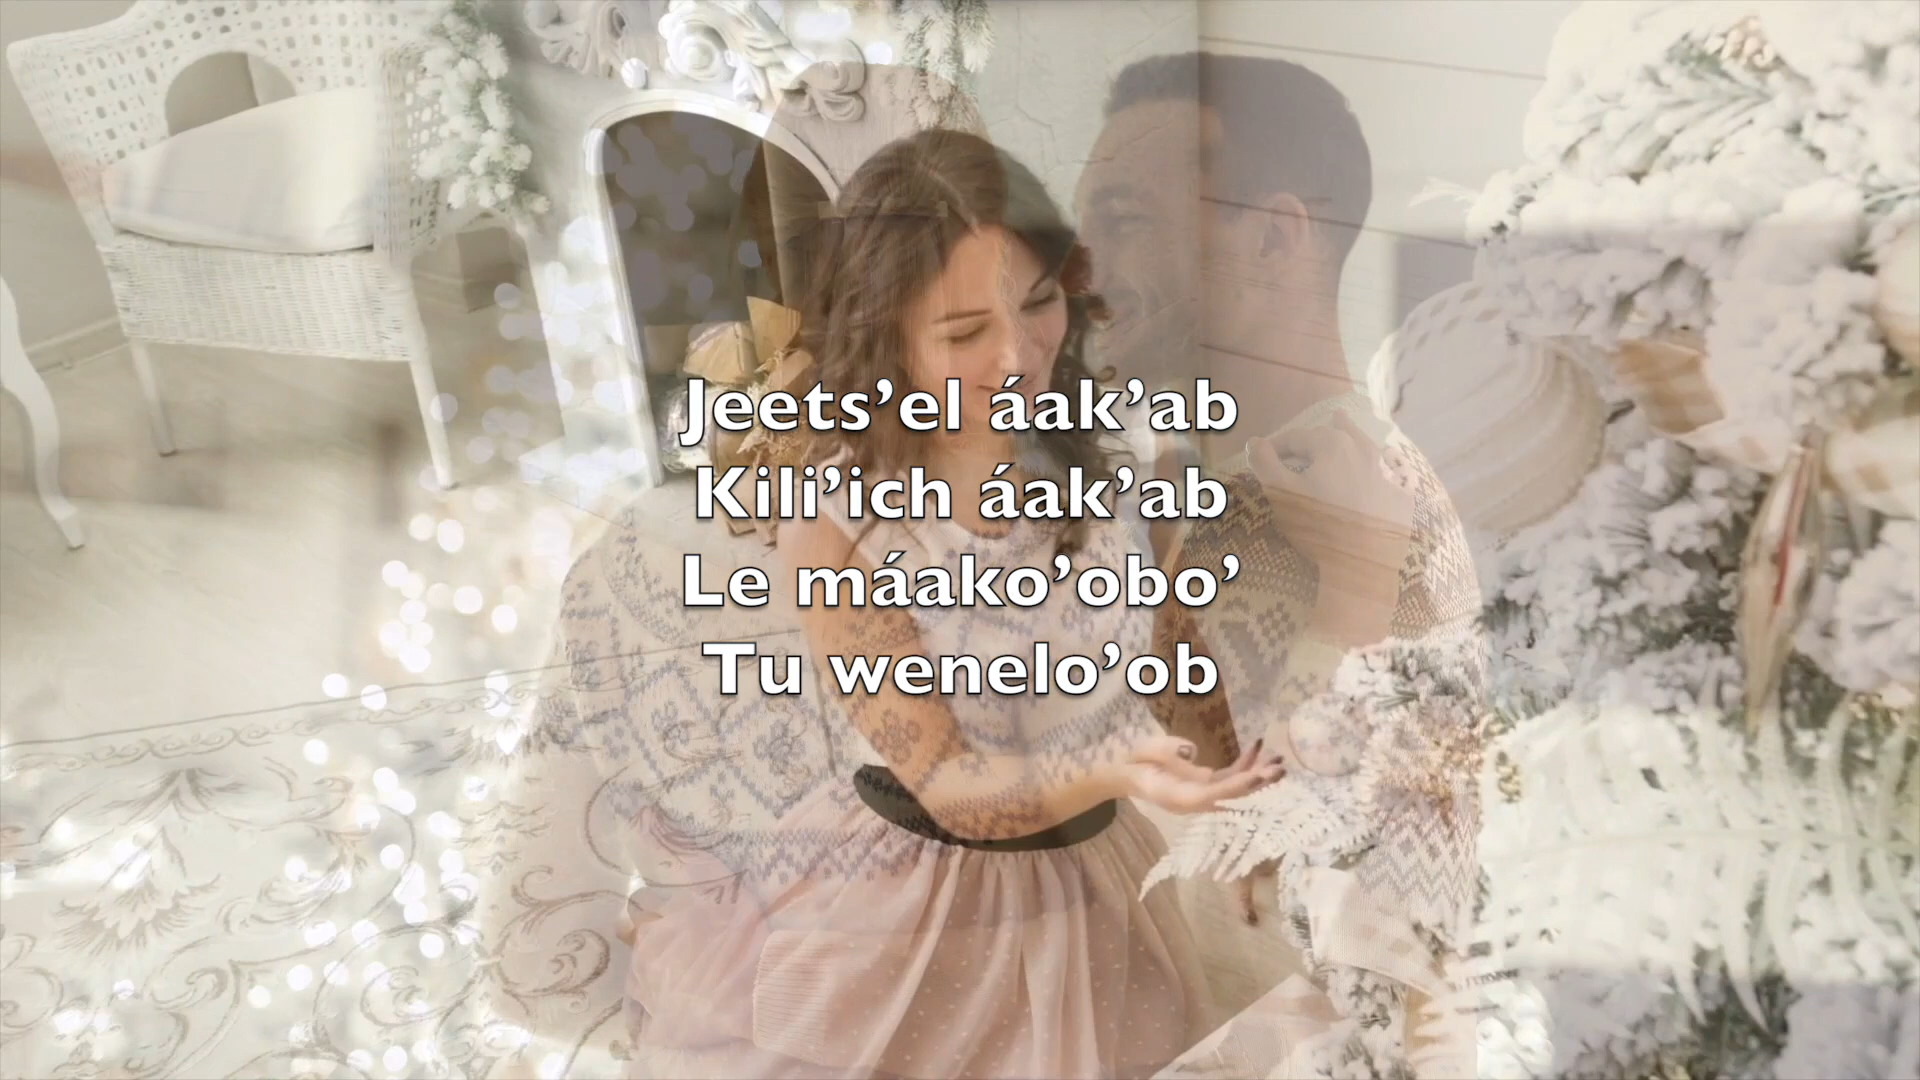 Jeets’el áak’ab
Kili’ich áak’ab
Le máako’obo’
Tu wenelo’ob